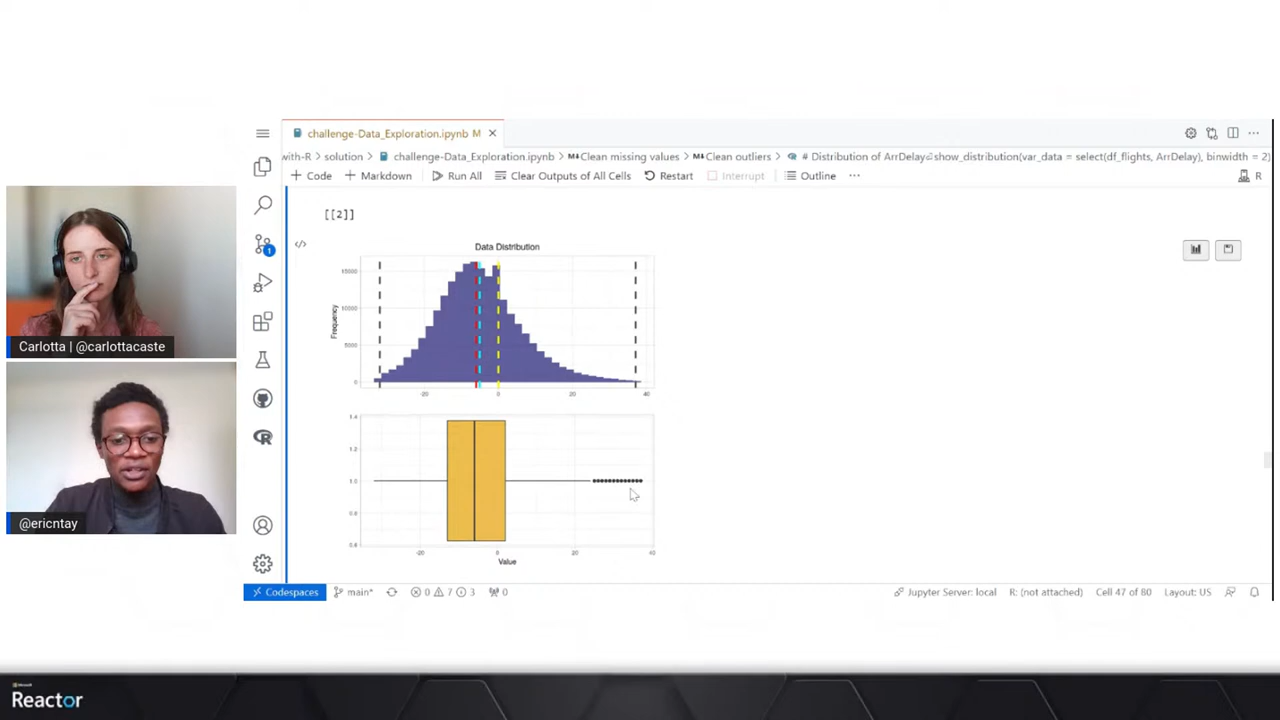 challenge-Data_Exploration.ipynb M
with-R > solution > challenge-Data_Exploration.ipynb > M↓Clean missing values > M↓Clean outliers > # Distribution of ArrDelay show_distribution(var_data = select(df_flights, ArrDelay), binwidth = 2)
+ Code + Markdown Run All Clear Outputs of All Cells Restart Interrupt Outline ...
R
[[2]]
Data Distribution
Frequency
15000
10000
5000
0
-20 0 20 40
1.4
1.2
1.0
0.8
0.6
-20 0 20 40
Value
1
Carlotta | @carlottacaste
@ericntay
Codespaces main* 0 7 3 0 Jupyter Server: local R: (not attached) Cell 47 of 80 Layout: US
Microsoft
Reactor